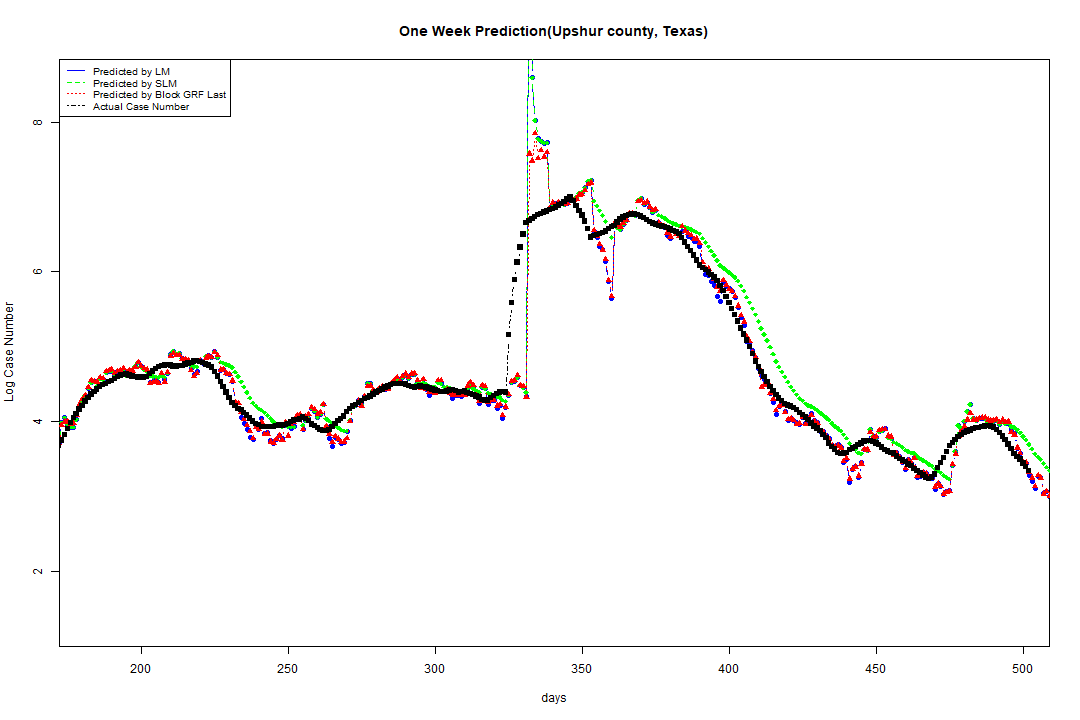 One Week Prediction(Upshur county, Texas)
Predicted by LM
Predicted by SLM
Predicted by Block GRF Last
Actual Case Number
8
6
4
2
Log Case Number
200 250 300 350 400 450 500
days